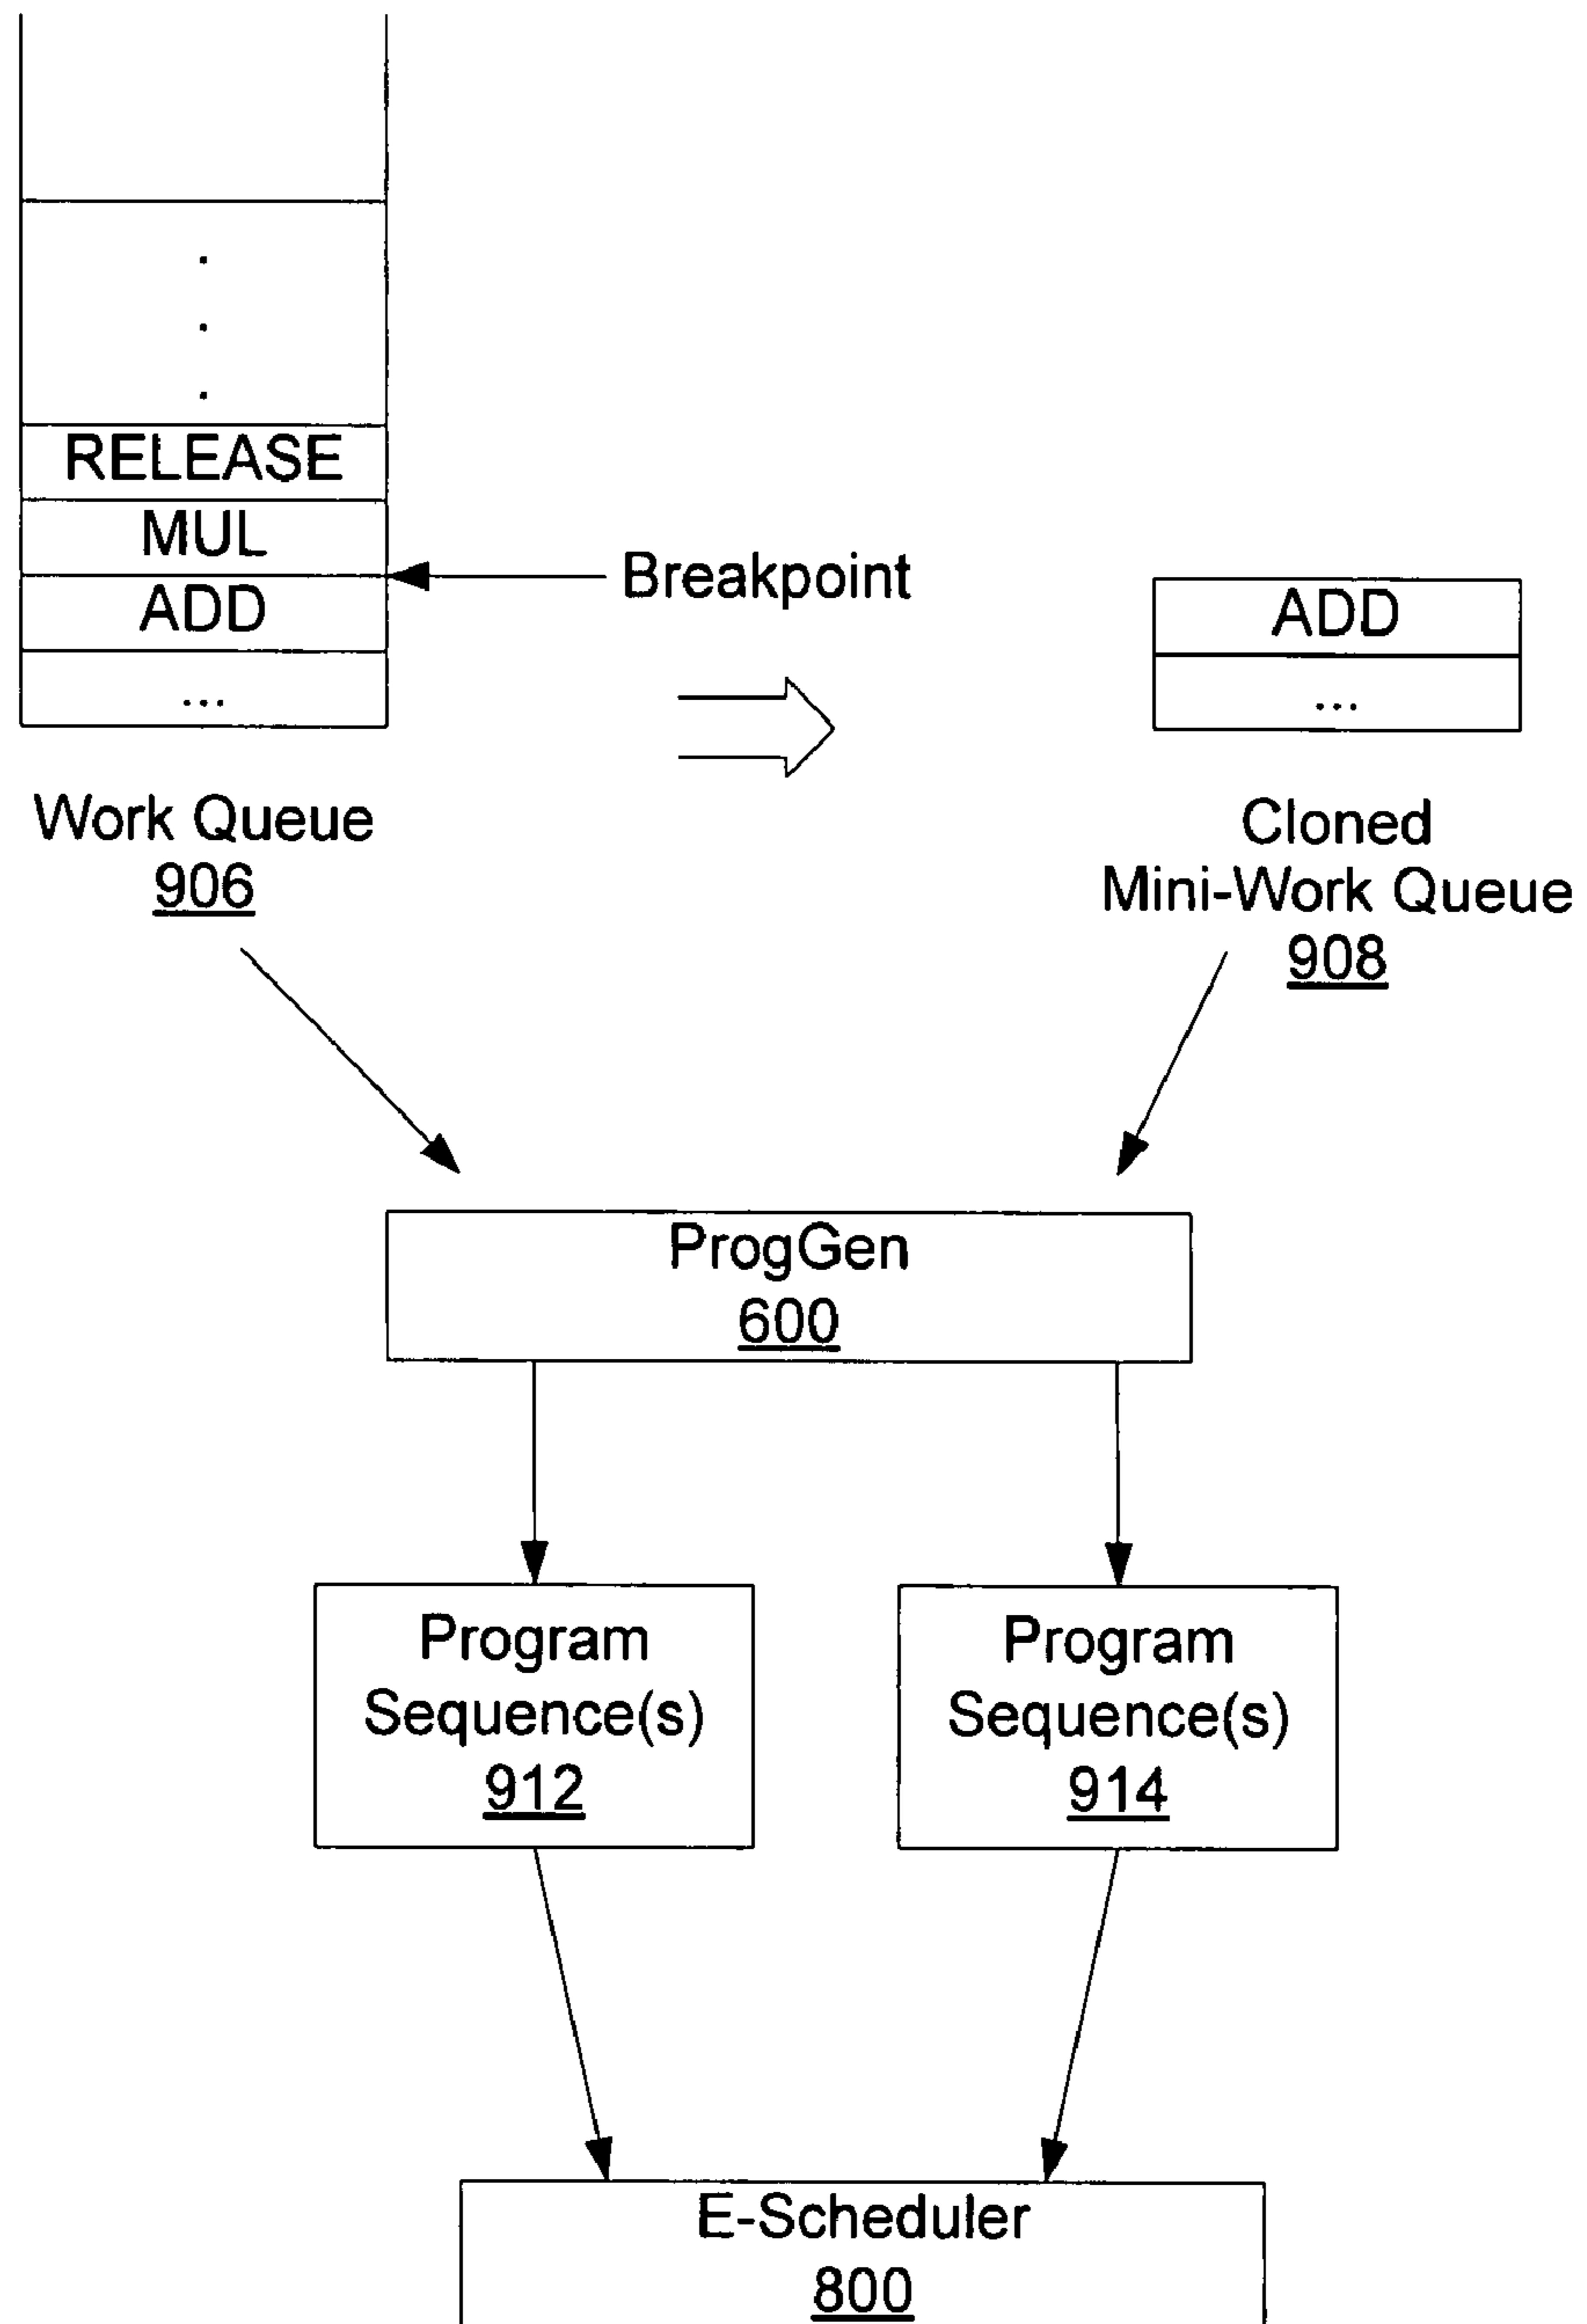 RELEASE
MUL
Breakpoint
ADD
ADD
...
...
Work Queue
906
Cloned
Mini-Work Queue
908
ProgGen
600
Program
Sequence(s)
912
Program
Sequence(s)
914
E-Scheduler
800